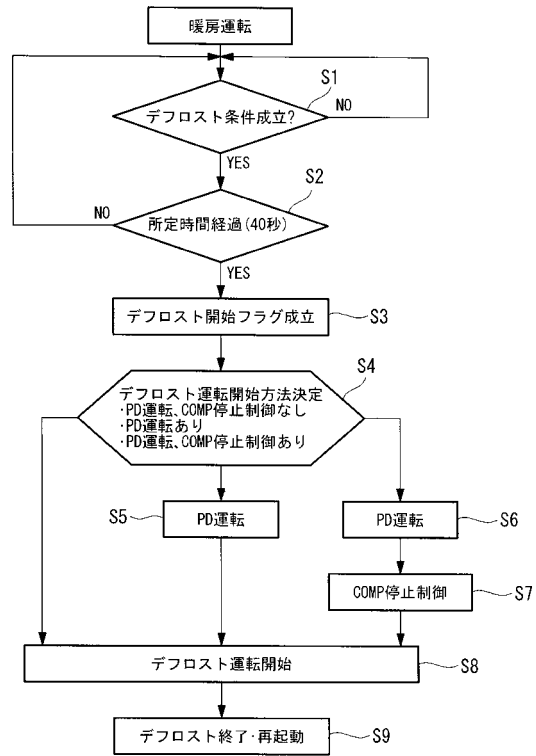 暖房運転
S1
デフロスト条件成立?
NO
YES
S2
所定時間経過(40秒)
NO
YES
デフロスト開始フラグ成立
S3
S4
デフロスト運転開始方法決定
・PD運転、COMP停止制御なし
・PD運転あり
・PD運転、COMP停止制御あり
S5
PD運転
PD運転
S6
COMP停止制御
S7
デフロスト運転開始
S8
デフロスト終了・再起動
S9